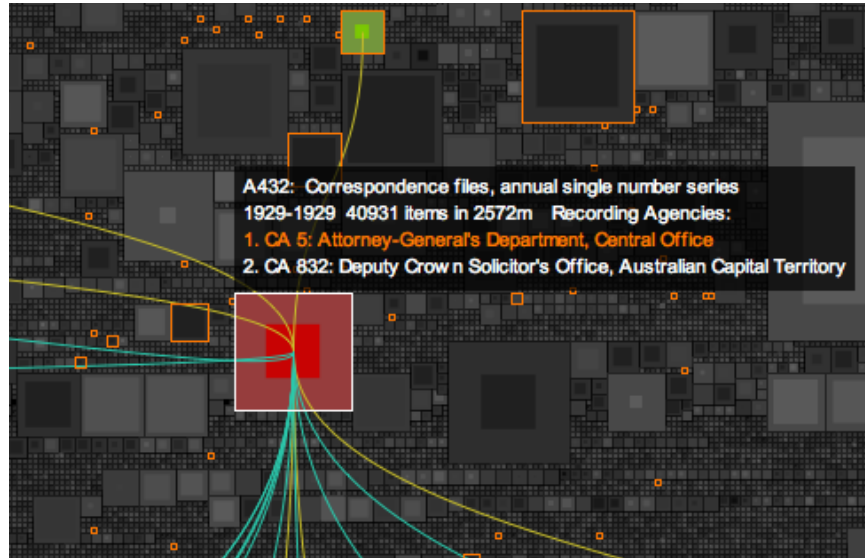 A432: Correspondence files, annual single number series
1929-1929 40931 items in 2572m Recording Agencies:
1. CA 5: Attorney-General's Department, Central Office
2. CA 832: Deputy Crown Solicitor's Office, Australian Capital Territory